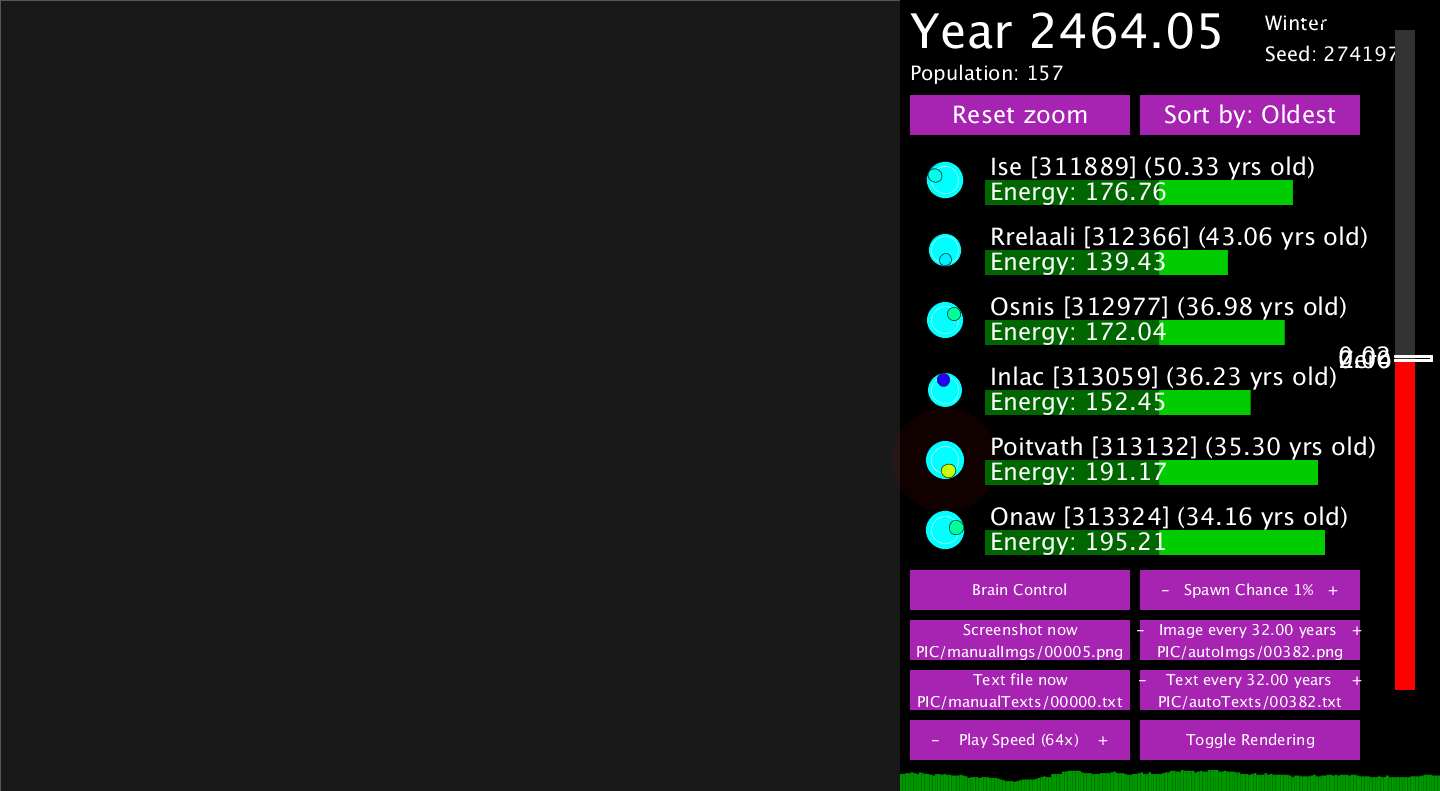 Year 2464.05
Winter
Seed: 274197
Population: 157
Reset zoom
Sort by: Oldest
Ise [311889] (50.33 yrs old)
Energy: 176.76
Rrelaali [312366] (43.06 yrs old)
Energy: 139.43
Osnis [312977] (36.98 yrs old)
Energy: 172.04
Inlac [313059] (36.23 yrs old)
Energy: 152.45
Poitvath [313132] (35.30 yrs old)
Energy: 191.17
Onaw [313324] (34.16 yrs old)
Energy: 195.21
Brain Control
- Spawn Chance 1% +
Screenshot now
PIC/manualImgs/00005.png
- Image every 32.00 years +
PIC/autoImgs/00382.png
Text file now
PIC/manualTexts/00000.txt
- Text every 32.00 years +
PIC/autoTexts/00382.txt
- Play Speed (64x) +
Toggle Rendering